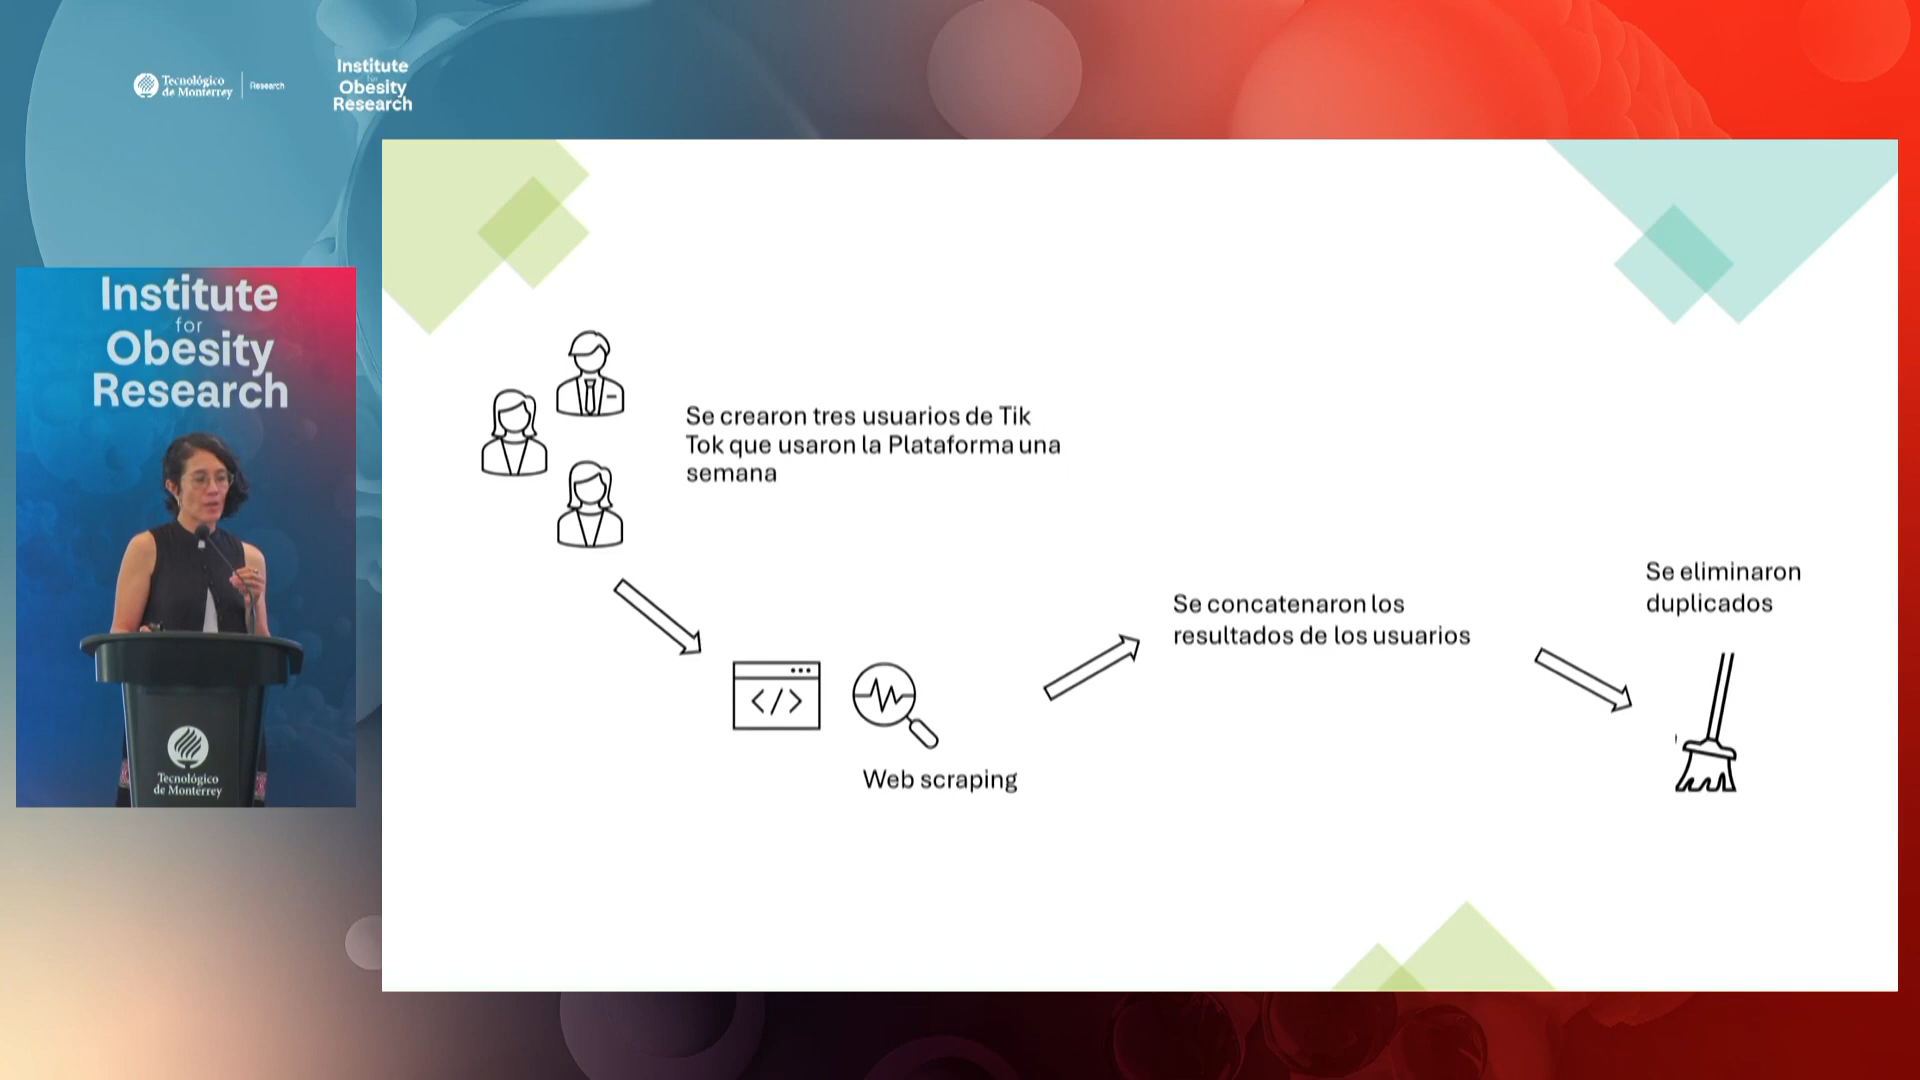 Tecnológico
de Monterrey
Research
Institute
for
Obesity
Research
Institute
for
Obesity
Research
Tecnológico
de Monterrey
Se crearon tres usuarios de Tik
Tok que usaron la Plataforma una
semana
</>
Web scraping
Se concatenaron los
resultados de los usuarios
Se eliminaron
duplicados